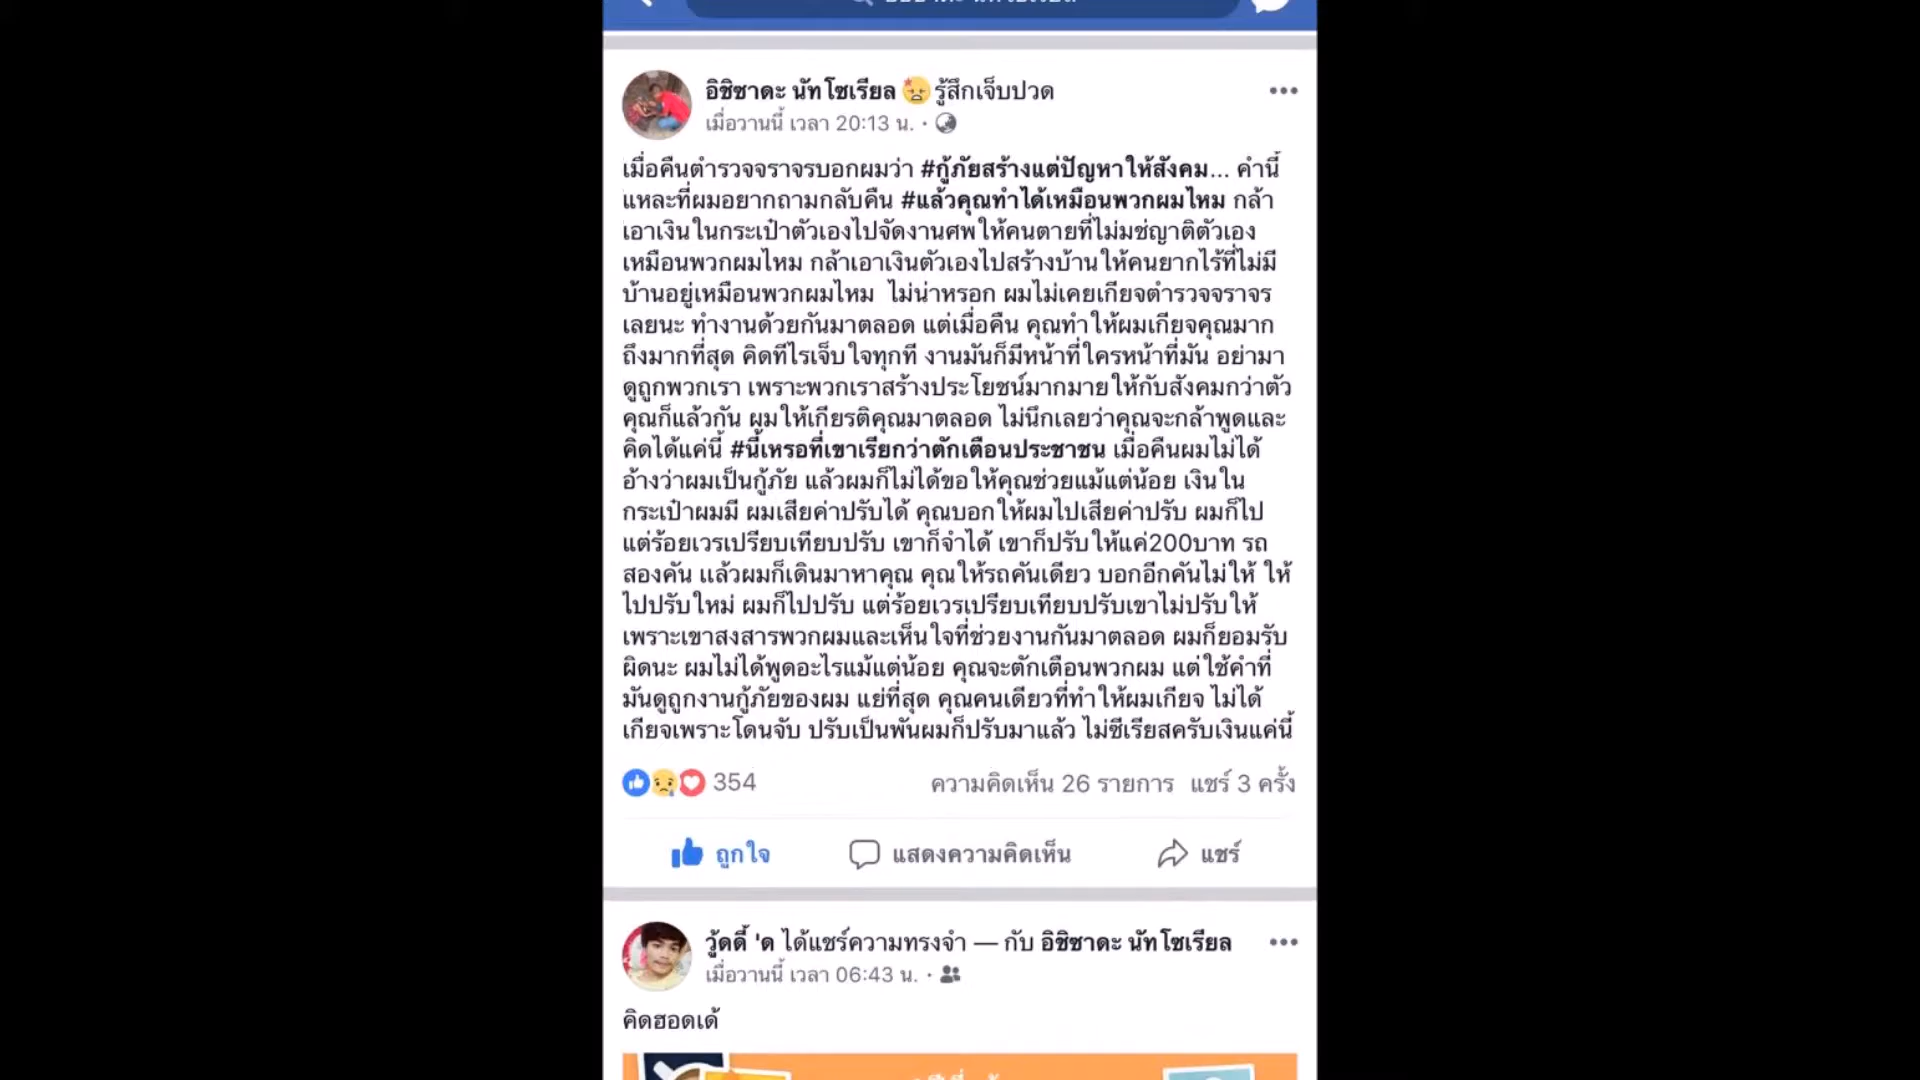 อิชิซาดะ นัทโซเรียล รู้สึกเจ็บปวด
เมื่อวานนี้ เวลา 20:13 น. ·
เมื่อคืนตำรวจจราจรบอกผมว่า #กู้ภัยสร้างแต่ปัญหาให้สังคม... คำนี้
แหละที่ผมอยากถามกลับคืน #แล้วคุณทำได้เหมือนพวกผมไหม กล้า
เอาเงินในกระเป๋าตัวเองไปจัดงานศพให้คนตายที่ไม่มช่ญาติตัวเอง
เหมือนพวกผมไหม กล้าเอาเงินตัวเองไปสร้างบ้านให้คนยากไร้ที่ไม่มี
บ้านอยู่เหมือนพวกผมไหม ไม่น่าหรอก ผมไม่เคยเกียจตำรวจจราจร
เลยนะ ทำงานด้วยกันมาตลอด แต่เมื่อคืน คุณทำให้ผมเกียจคุณมาก
ถึงมากที่สุด คิดทีไรเจ็บใจทุกที งานมันก็มีหน้าที่ใครหน้าที่มัน อย่ามา
ดูถูกพวกเรา เพราะพวกเราสร้างประโยชน์มากมายให้กับสังคมกว่าตัว
คุณก็แล้วกัน ผมให้เกียรติคุณมาตลอด ไม่นึกเลยว่าคุณจะกล้าพูดและ
คิดได้แค่นี้ #นี้เหรอที่เขาเรียกว่าตักเตือนประชาชน เมื่อคืนผมไม่ได้
อ้างว่าผมเป็นกู้ภัย แล้วผมก็ไม่ได้ขอให้คุณช่วยแม้แต่น้อย เงินใน
กระเป๋าผมมี ผมเสียค่าปรับได้ คุณบอกให้ผมไปเสียค่าปรับ ผมก็ไป
แต่ร้อยเวรเปรียบเทียบปรับ เขาก็จำได้ เขาก็ปรับให้แค่200บาท รถ
สองคัน แล้วผมก็เดินมาหาคุณ คุณให้รถคันเดียว บอกอีกคันไม่ให้ ให้
ไปปรับใหม่ ผมก็ไปปรับ แต่ร้อยเวรเปรียบเทียบปรับเขาไม่ปรับให้
เพราะเขาสงสารพวกผมและเห็นใจที่ช่วยงานกันมาตลอด ผมก็ยอมรับ
ผิดนะ ผมไม่ได้พูดอะไรแม้แต่น้อย คุณจะตักเตือนพวกผม แต่ใช้คำที่
มันดูถูกงานกู้ภัยของผม แย่ที่สุด คุณคนเดียวที่ทำให้ผมเกียจ ไม่ได้
เกียจเพราะโดนจับ ปรับเป็นพันผมก็ปรับมาแล้ว ไม่ซีเรียสครับเงินแค่นี้
354 ความคิดเห็น 26 รายการ แชร์ 3 ครั้ง
ถูกใจ แสดงความคิดเห็น แชร์
วู้ดดี้ 'ด ได้แชร์ความทรงจำ — กับ อิชิซาดะ นัทโซเรียล
เมื่อวานนี้ เวลา 06:43 น. ·
คิดฮอดเด้